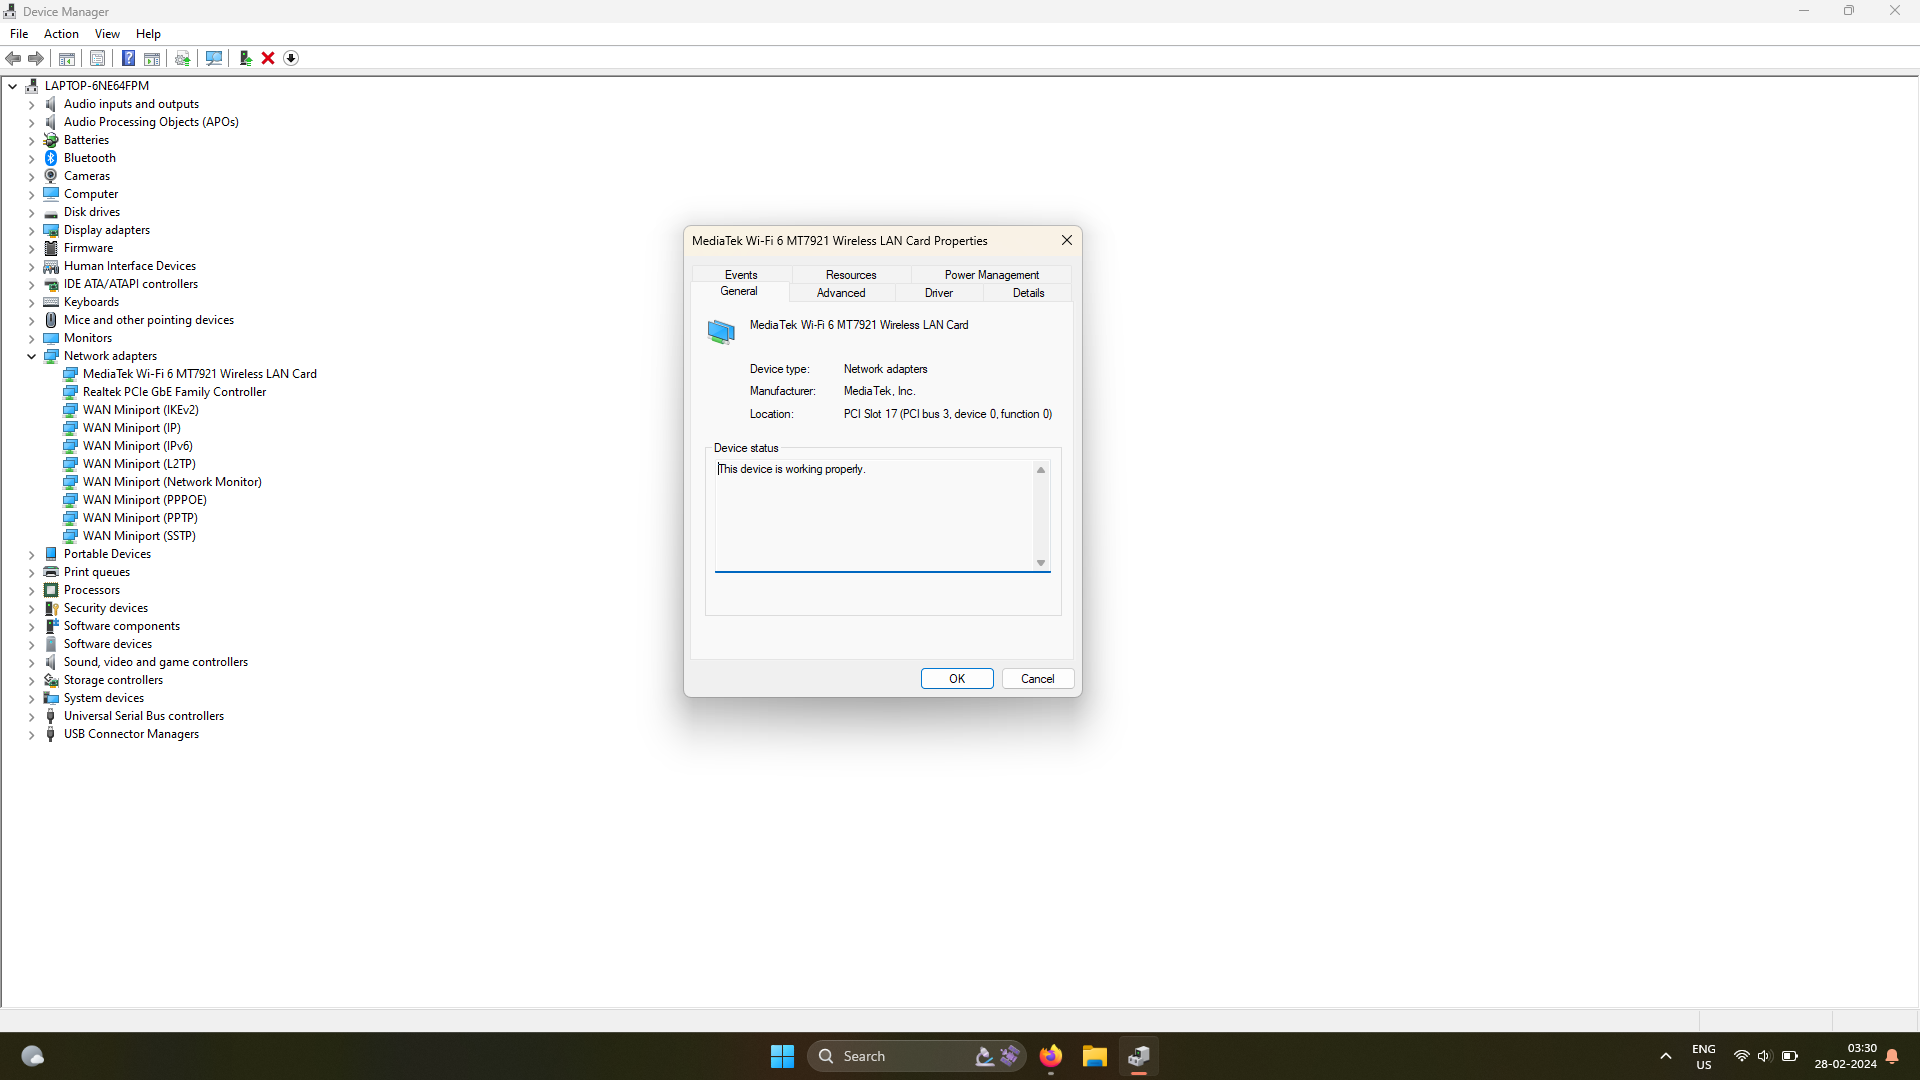 Device Manager
File Action View Help
LAPTOP-6NE64FPM
Audio inputs and outputs
Audio Processing Objects (APOs)
Batteries
Bluetooth
Cameras
Computer
Disk drives
Display adapters
Firmware
Human Interface Devices
IDE ATA/ATAPI controllers
Keyboards
Mice and other pointing devices
Monitors
Network adapters
MediaTek Wi-Fi 6 MT7921 Wireless LAN Card
Realtek PCIe GbE Family Controller
WAN Miniport (IKEv2)
WAN Miniport (IP)
WAN Miniport (IPv6)
WAN Miniport (L2TP)
WAN Miniport (Network Monitor)
WAN Miniport (PPPOE)
WAN Miniport (PPTP)
WAN Miniport (SSTP)
Portable Devices
Print queues
Processors
Security devices
Software components
Software devices
Sound, video and game controllers
Storage controllers
System devices
Universal Serial Bus controllers
USB Connector Managers
MediaTek Wi-Fi 6 MT7921 Wireless LAN Card Properties
Events Resources Power Management
General Advanced Driver Details
MediaTek Wi-Fi 6 MT7921 Wireless LAN Card
Device type: Network adapters
Manufacturer: MediaTek, Inc.
Location: PCI Slot 17 (PCI bus 3, device 0, function 0)
Device status
This device is working properly.
OK Cancel
Search
ENG
US
03:30
28-02-2024